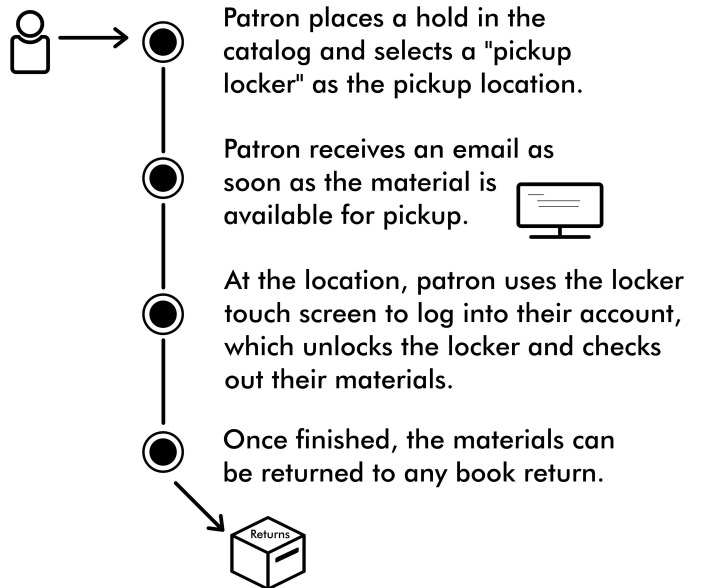 Patron places a hold in the
catalog and selects a "pickup
locker" as the pickup location.
Patron receives an email as
soon as the material is
available for pickup.
At the location, patron uses the locker
touch screen to log into their account,
which unlocks the locker and checks
out their materials.
Once finished, the materials can
be returned to any book return.
Returns